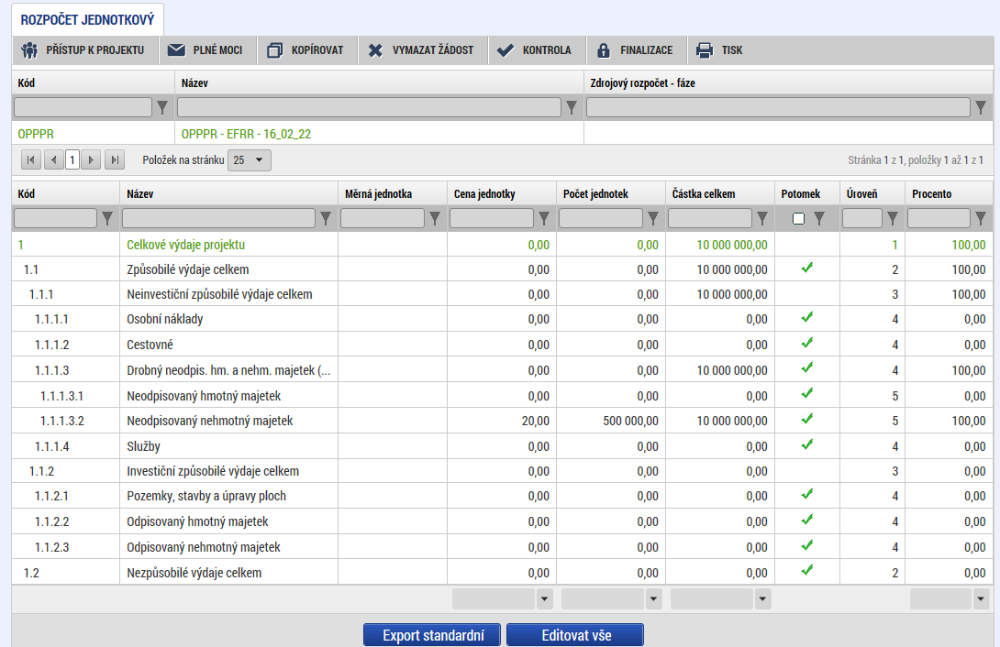 ROZPOČET JEDNOTKOVÝ
PŘÍSTUP K PROJEKTU PLNÉ MOCI KOPÍROVAT VYMAZAT ŽÁDOST KONTROLA FINALIZACE TISK
Kód Název Zdrojový rozpočet - fáze
OPPPR OPPPR - EFRR - 16_02_22
1 Položek na stránku 25 Stránka 1 z 1, položky 1 až 1 z 1
Kód Název Měrná jednotka Cena jednotky Počet jednotek Částka celkem Potomek Úroveň Procento
1 Celkové výdaje projektu 0,00 0,00 10 000 000,00 1 100,00
1.1 Způsobilé výdaje celkem 0,00 0,00 10 000 000,00 2 100,00
1.1.1 Neinvestiční způsobilé výdaje celkem 0,00 0,00 10 000 000,00 3 100,00
1.1.1.1 Osobní náklady 0,00 0,00 0,00 4 0,00
1.1.1.2 Cestovné 0,00 0,00 0,00 4 0,00
1.1.1.3 Drobný neodpis. hm. a nehm. majetek (... 0,00 0,00 10 000 000,00 4 100,00
1.1.1.3.1 Neodpisovaný hmotný majetek 0,00 0,00 0,00 5 0,00
1.1.1.3.2 Neodpisovaný nehmotný majetek 20,00 500 000,00 10 000 000,00 5 100,00
1.1.1.4 Služby 0,00 0,00 0,00 4 0,00
1.1.2 Investiční způsobilé výdaje celkem 0,00 0,00 0,00 3 0,00
1.1.2.1 Pozemky, stavby a úpravy ploch 0,00 0,00 0,00 4 0,00
1.1.2.2 Odpisovaný hmotný majetek 0,00 0,00 0,00 4 0,00
1.1.2.3 Odpisovaný nehmotný majetek 0,00 0,00 0,00 4 0,00
1.2 Nezpůsobilé výdaje celkem 0,00 0,00 0,00 2 0,00
Export standardní Editovat vše